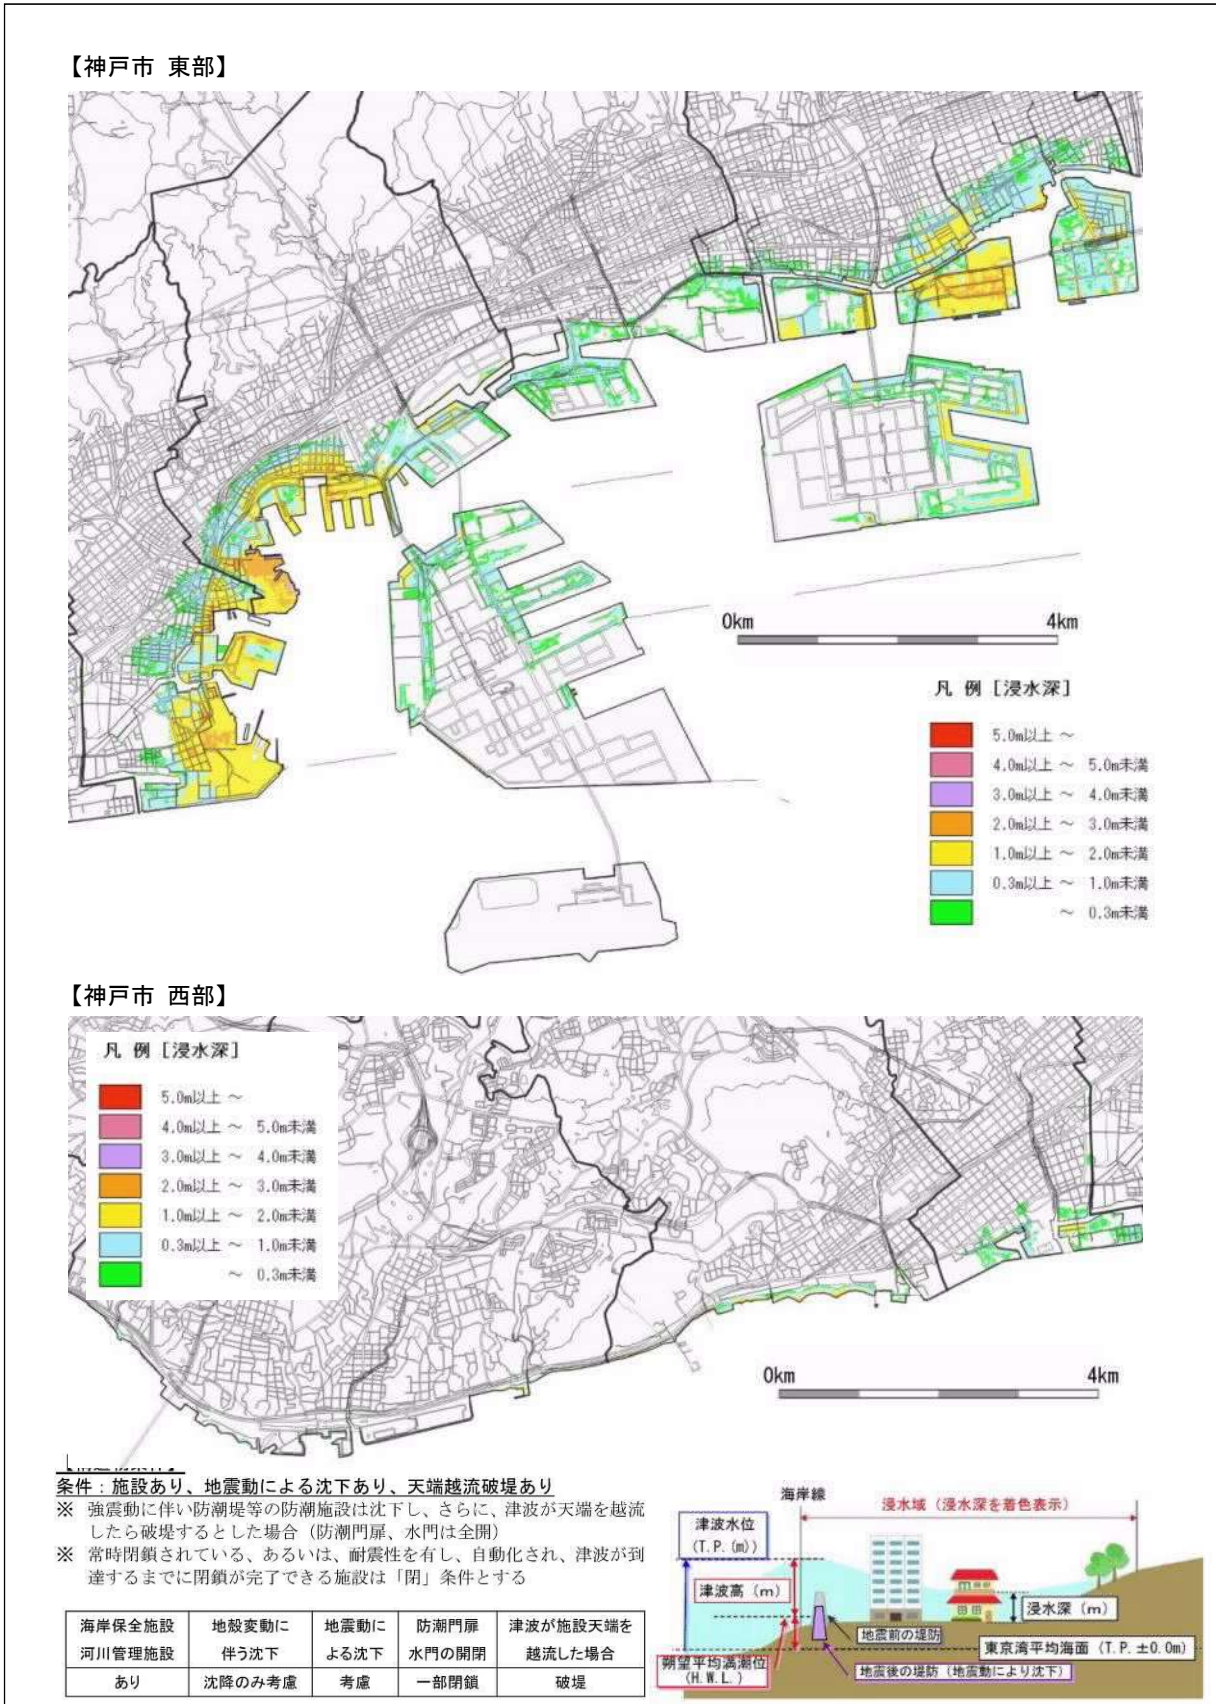 【神戸市 東部】
0km 4km
凡 例 [浸水深]
5.0m以上 ～
4.0m以上 ～ 5.0m未満
3.0m以上 ～ 4.0m未満
2.0m以上 ～ 3.0m未満
1.0m以上 ～ 2.0m未満
0.3m以上 ～ 1.0m未満
～ 0.3m未満
【神戸市 西部】
凡 例 [浸水深]
5.0m以上 ～
4.0m以上 ～ 5.0m未満
3.0m以上 ～ 4.0m未満
2.0m以上 ～ 3.0m未満
1.0m以上 ～ 2.0m未満
0.3m以上 ～ 1.0m未満
～ 0.3m未満
0km 4km
条件：施設あり、地震動による沈下あり、天端越流破堤あり
※ 強震動に伴い防潮堤等の防潮施設は沈下し、さらに、津波が天端を越流
したら破堤するとした場合（防潮門扉、水門は全開）
※ 常時閉鎖されている、あるいは、耐震性を有し、自動化され、津波が到
達するまでに閉鎖が完了できる施設は「閉」条件とする
海岸保全施設 地殻変動に 地震動に 防潮門扉 津波が施設天端を
河川管理施設 伴う沈下 よる沈下 水門の開閉 越流した場合
あり 沈降のみ考慮 考慮 一部閉鎖 破堤
海岸線
浸水域（浸水深を着色表示）
津波水位
(T.P.(m))
津波高（m）
浸水深（m）
地震前の堤防
東京湾平均海面（T.P.±0.0m）
朔望平均満潮位
(H.W.L.)
地震後の堤防（地震動により沈下）